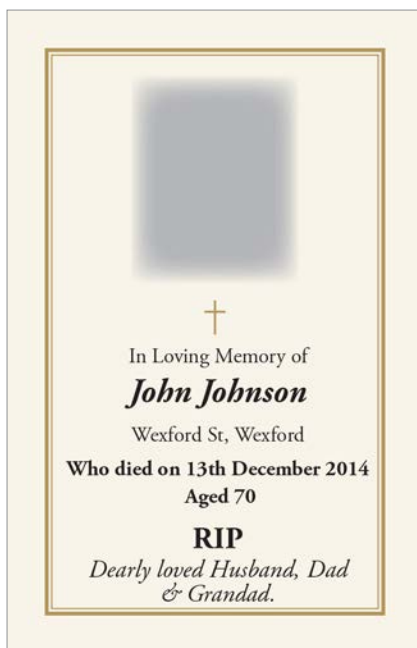 In Loving Memory of
John Johnson
Wexford St, Wexford
Who died on 13th December 2014
Aged 70
RIP
Dearly loved Husband, Dad
& Grandad.